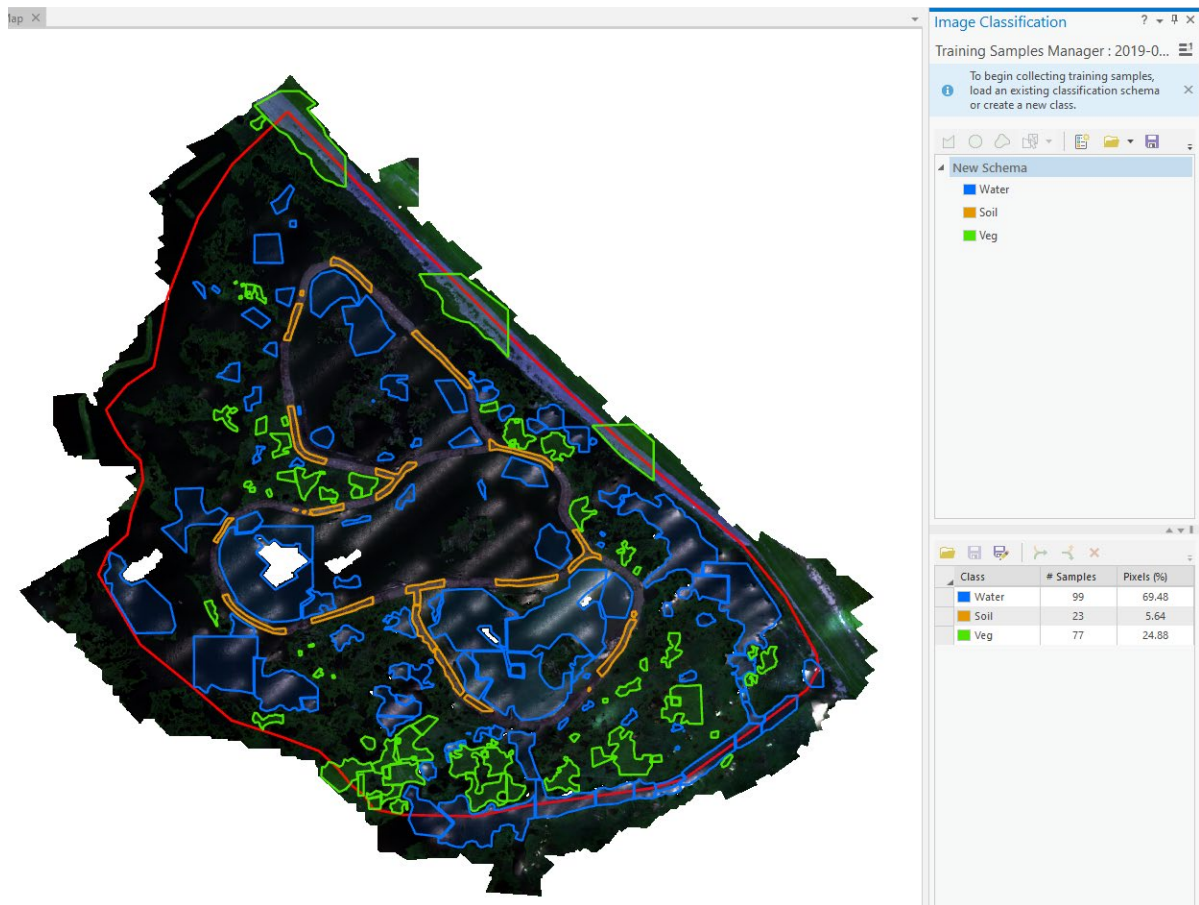 Map
Image Classification
Training Samples Manager : 2019-0...
To begin collecting training samples,
load an existing classification schema
or create a new class.
New Schema
Water
Soil
Veg
Class # Samples Pixels (%)
Water 99 69.48
Soil 23 5.64
Veg 77 24.88